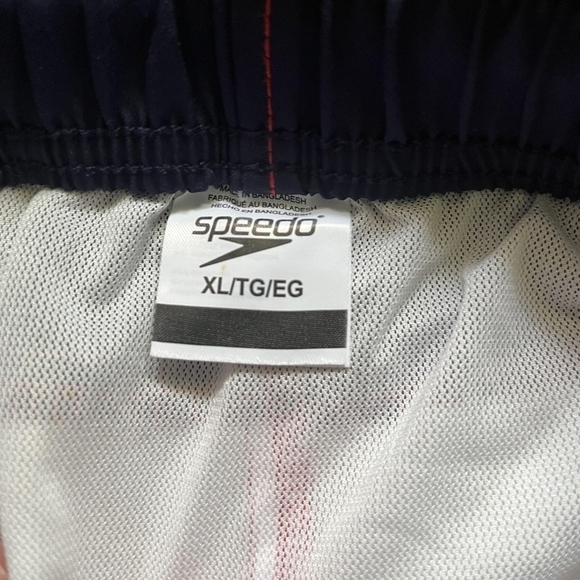 MADE IN BANGLADESH
FABRIQUÉ AU BANGLADESH
HECHO EN BANGLADESH
speedo®
XL/TG/EG